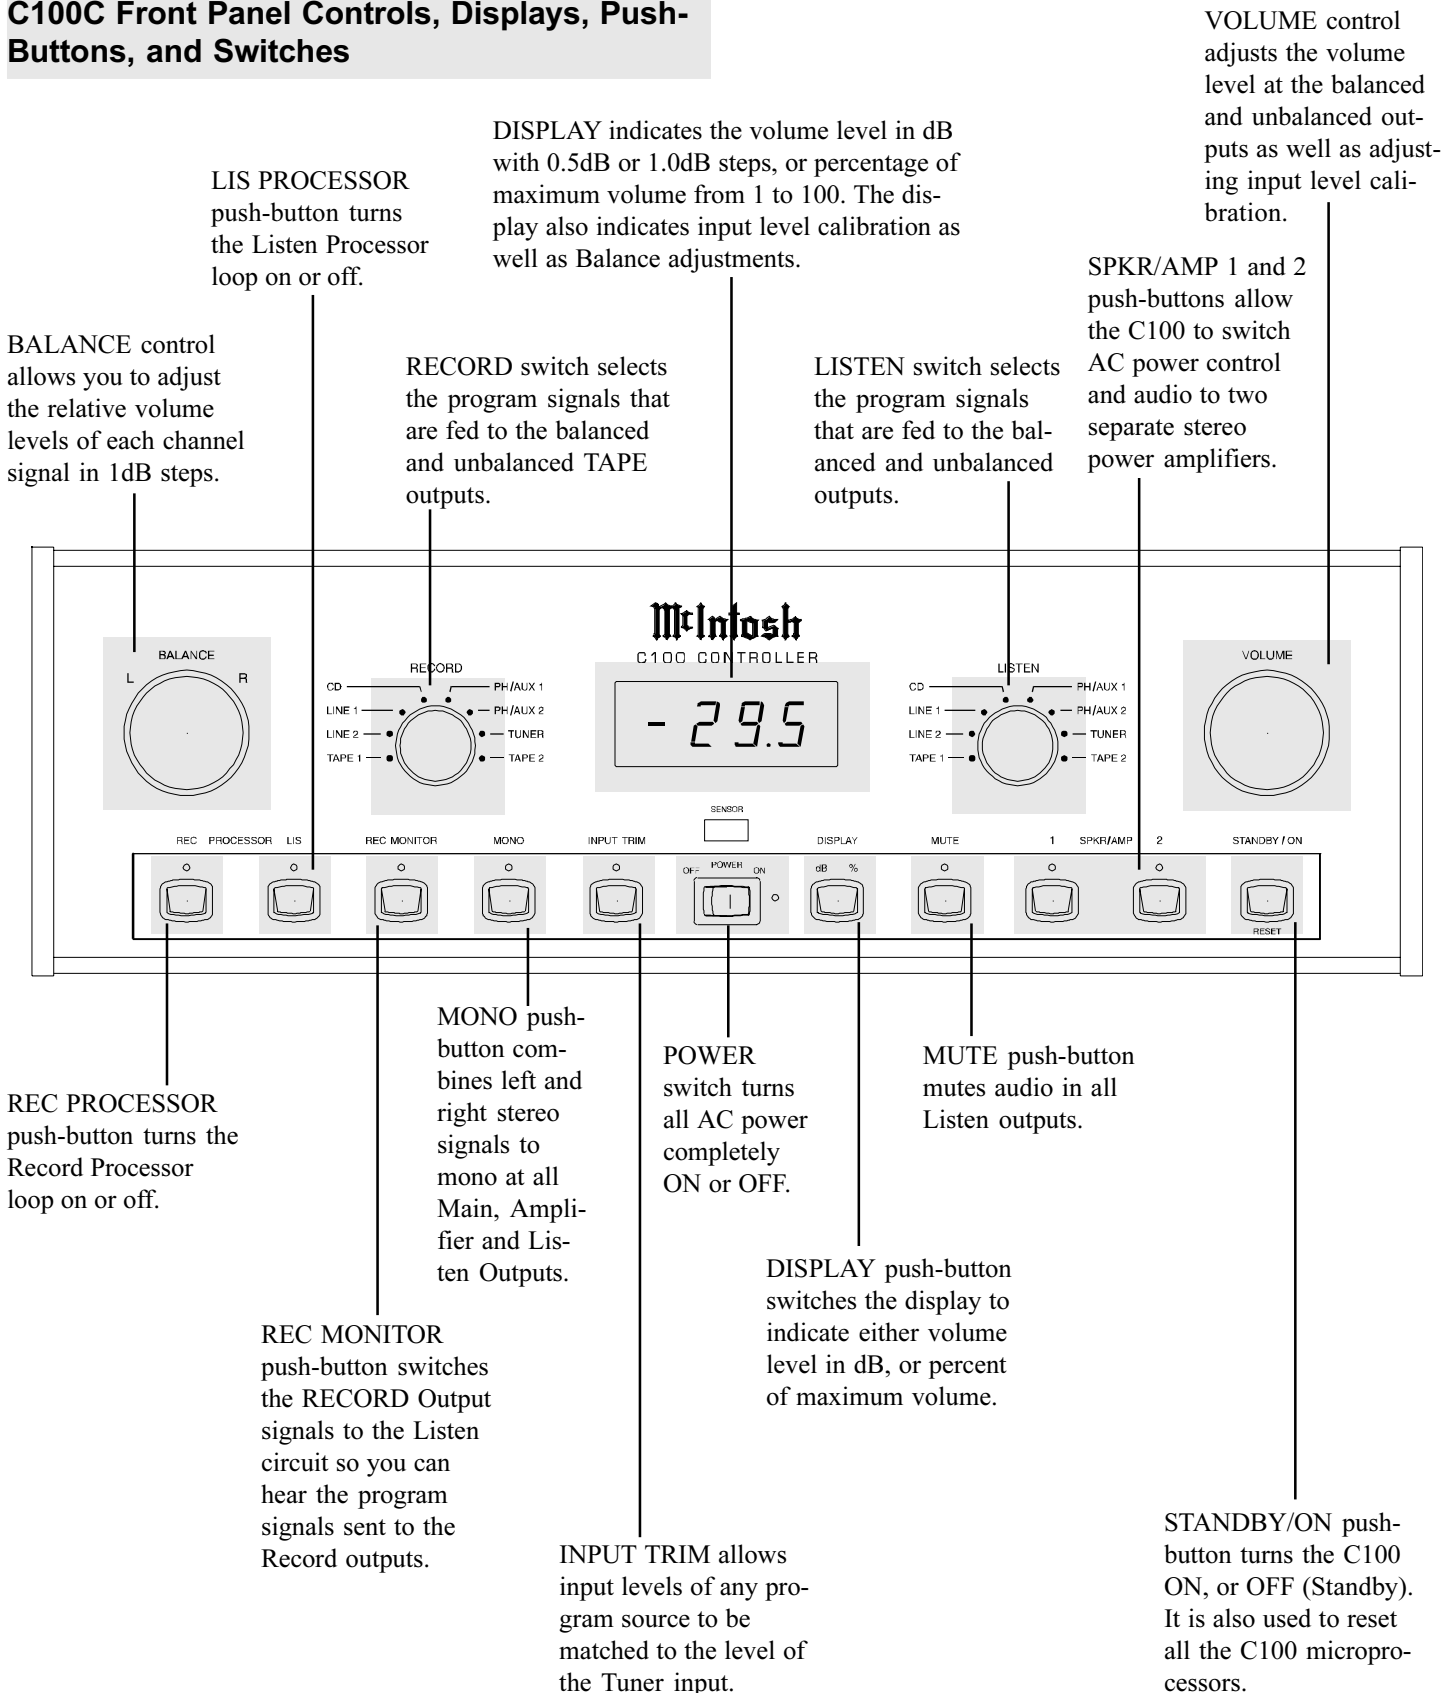 C100C Front Panel Controls, Displays, Push-
Buttons, and Switches
VOLUME control
adjusts the volume
level at the balanced
and unbalanced out-
puts as well as adjust-
ing input level cali-
bration.
DISPLAY indicates the volume level in dB
with 0.5dB or 1.0dB steps, or percentage of
maximum volume from 1 to 100. The dis-
play also indicates input level calibration as
well as Balance adjustments.
LIS PROCESSOR
push-button turns
the Listen Processor
loop on or off.
SPKR/AMP 1 and 2
push-buttons allow
the C100 to switch
AC power control
and audio to two
separate stereo
power amplifiers.
BALANCE control
allows you to adjust
the relative volume
levels of each channel
signal in 1dB steps.
RECORD switch selects
the program signals that
are fed to the balanced
and unbalanced TAPE
outputs.
LISTEN switch selects
the program signals
that are fed to the bal-
anced and unbalanced
outputs.
McIntosh
C100 CONTROLLER
BALANCE
L R
RECORD
CD PH/AUX 1
LINE 1 PH/AUX 2
LINE 2 TUNER
TAPE 1 TAPE 2
- 29.5
LISTEN
CD PH/AUX 1
LINE 1 PH/AUX 2
LINE 2 TUNER
TAPE 1 TAPE 2
VOLUME
SENSOR
REC PROCESSOR LIS REC MONITOR MONO INPUT TRIM DISPLAY MUTE 1 SPKR/AMP 2 STANDBY / ON
OFF POWER ON dB %
RESET
MONO push-
button com-
bines left and
right stereo
signals to
mono at all
Main, Ampli-
fier and Lis-
ten Outputs.
POWER
switch turns
all AC power
completely
ON or OFF.
MUTE push-button
mutes audio in all
Listen outputs.
REC PROCESSOR
push-button turns the
Record Processor
loop on or off.
DISPLAY push-button
switches the display to
indicate either volume
level in dB, or percent
of maximum volume.
REC MONITOR
push-button switches
the RECORD Output
signals to the Listen
circuit so you can
hear the program
signals sent to the
Record outputs.
INPUT TRIM allows
input levels of any pro-
gram source to be
matched to the level of
the Tuner input.
STANDBY/ON push-
button turns the C100
ON, or OFF (Standby).
It is also used to reset
all the C100 micropro-
cessors.